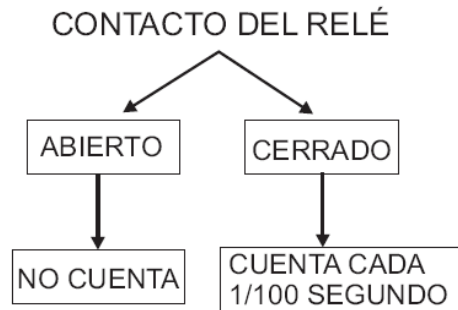 CONTACTO DEL RELÉ
ABIERTO
CERRADO
NO CUENTA
CUENTA CADA
1/100 SEGUNDO